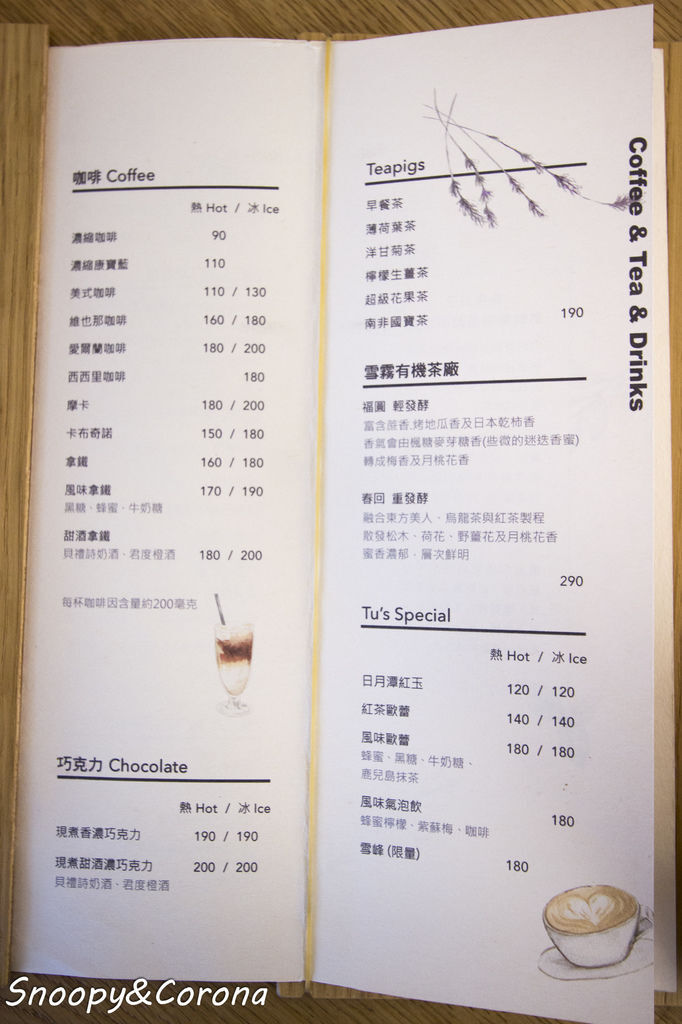 咖啡 Coffee
熱 Hot / 冰 Ice
濃縮咖啡 90
濃縮康寶藍 110
美式咖啡 110 / 130
維也那咖啡 160 / 180
愛爾蘭咖啡 180 / 200
西西里咖啡 180
摩卡 180 / 200
卡布奇諾 150 / 180
拿鐵 160 / 180
風味拿鐵 170 / 190
黑糖、蜂蜜、牛奶糖
甜酒拿鐵
貝禮詩奶酒、君度橙酒 180 / 200
每杯咖啡因含量約200毫克
巧克力 Chocolate
熱 Hot / 冰 Ice
現煮香濃巧克力 190 / 190
現煮甜酒濃巧克力 200 / 200
貝禮詩奶酒、君度橙酒
Teapigs
早餐茶
薄荷葉茶
洋甘菊茶
檸檬生薑茶
超級花果茶
南非國寶茶 190
雪霧有機茶廠
福圓 輕發酵
富含蔗香.烤地瓜香及日本乾柿香
香氣會由楓糖麥芽糖香(些微的迷迭香蜜)
轉成梅香及月桃花香
春回 重發酵
融合東方美人、烏龍茶與紅茶製程
散發松木、荷花、野薑花及月桃花香
蜜香濃郁、層次鮮明
290
Tu's Special
熱 Hot / 冰 Ice
日月潭紅玉 120 / 120
紅茶歐蕾 140 / 140
風味歐蕾 180 / 180
蜂蜜、黑糖、牛奶糖、
鹿兒島抹茶
風味氣泡飲 180
蜂蜜檸檬、紫蘇梅、咖啡
雪峰 (限量) 180
Coffee & Tea & Drinks
Snoopy&Corona